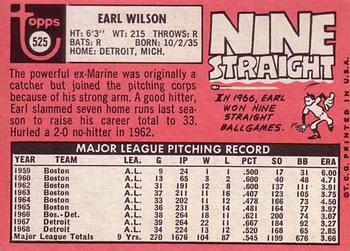 Topps
525
EARL WILSON
HT: 6'3" WT: 215 THROWS: R
BATS: R BORN: 10/2/35
HOME: DETROIT, MICH.
The powerful ex-Marine was originally a
catcher but joined the pitching corps
because of his strong arm. A good hitter,
Earl slammed seven home runs last sea-
son to raise his career total to 33.
Hurled a 2-0 no-hitter in 1962.
NINE
STRAIGHT
IN 1966, EARL
WON NINE
STRAIGHT
BALLGAMES.
MAJOR LEAGUE PITCHING RECORD
YEAR TEAM LEA. G IP W L PCT. SO BB ERA
1959 Boston A.L. 9 24 1 1 .500 17 31 6.00
1960 Boston A.L. 13 65 3 2 .600 40 48 4.71
1962 Boston A.L. 31 191 12 8 .600 137 111 3.91
1963 Boston A.L. 37 211 11 16 .407 123 105 3.75
1964 Boston A.L. 33 202 11 12 .478 166 73 4.50
1965 Boston A.L. 36 231 13 14 .481 164 77 3.97
1966 Bos.-Det. A.L. 38 264 18 11 .621 200 74 3.07
1967 Detroit A.L. 39 264 22 11 .667 184 92 3.27
1968 Detroit A.L. 34 224 13 12 .520 168 65 2.85
Major League Totals 9 Yrs. 270 1676 104 87 .545 1199 676 3.66
© T.C.G. PRINTED IN U.S.A.